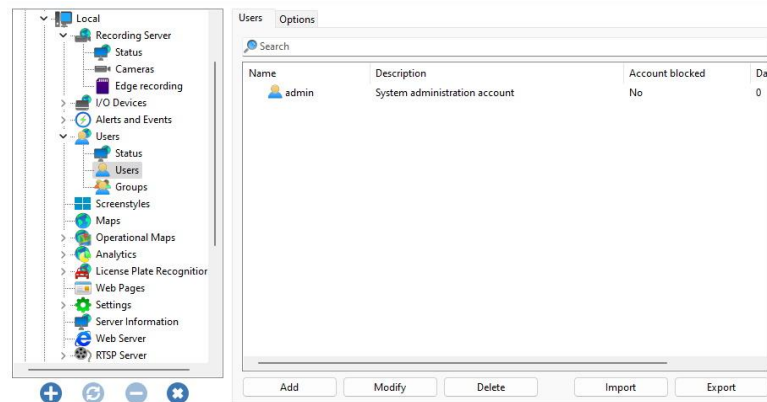 Local
Recording Server
Status
Cameras
Edge recording
I/O Devices
Alerts and Events
Users
Status
Users
Groups
Screenstyles
Maps
Operational Maps
Analytics
License Plate Recognition
Web Pages
Settings
Server Information
Web Server
RTSP Server
Users Options
Search
Name Description Account blocked Da
admin System administration account No 0
Add Modify Delete Import Export